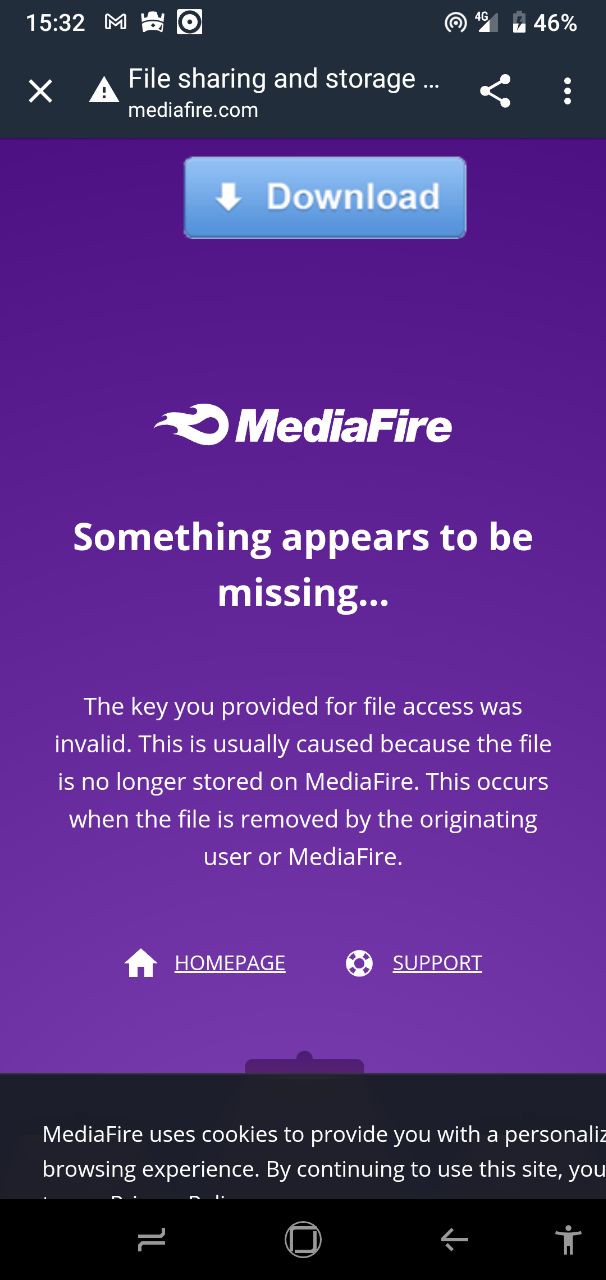 15:32
4G
46%
File sharing and storage ...
mediafire.com
Download
MediaFire
Something appears to be
missing...
The key you provided for file access was
invalid. This is usually caused because the file
is no longer stored on MediaFire. This occurs
when the file is removed by the originating
user or MediaFire.
HOMEPAGE
SUPPORT
MediaFire uses cookies to provide you with a personaliz
browsing experience. By continuing to use this site, you